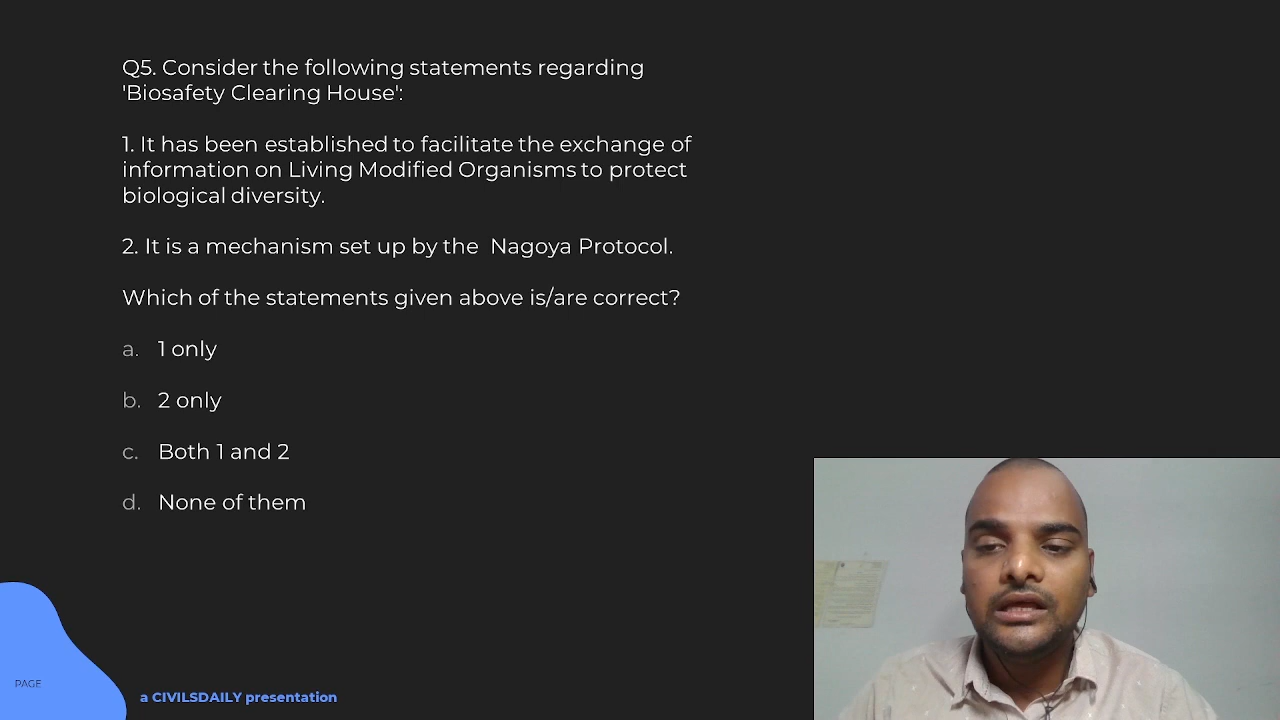 Q5. Consider the following statements regarding
'Biosafety Clearing House':
1. It has been established to facilitate the exchange of
information on Living Modified Organisms to protect
biological diversity.
2. It is a mechanism set up by the  Nagoya Protocol.
Which of the statements given above is/are correct?
a. 1 only
b. 2 only
c. Both 1 and 2
d. None of them
PAGE
a CIVILSDAILY presentation